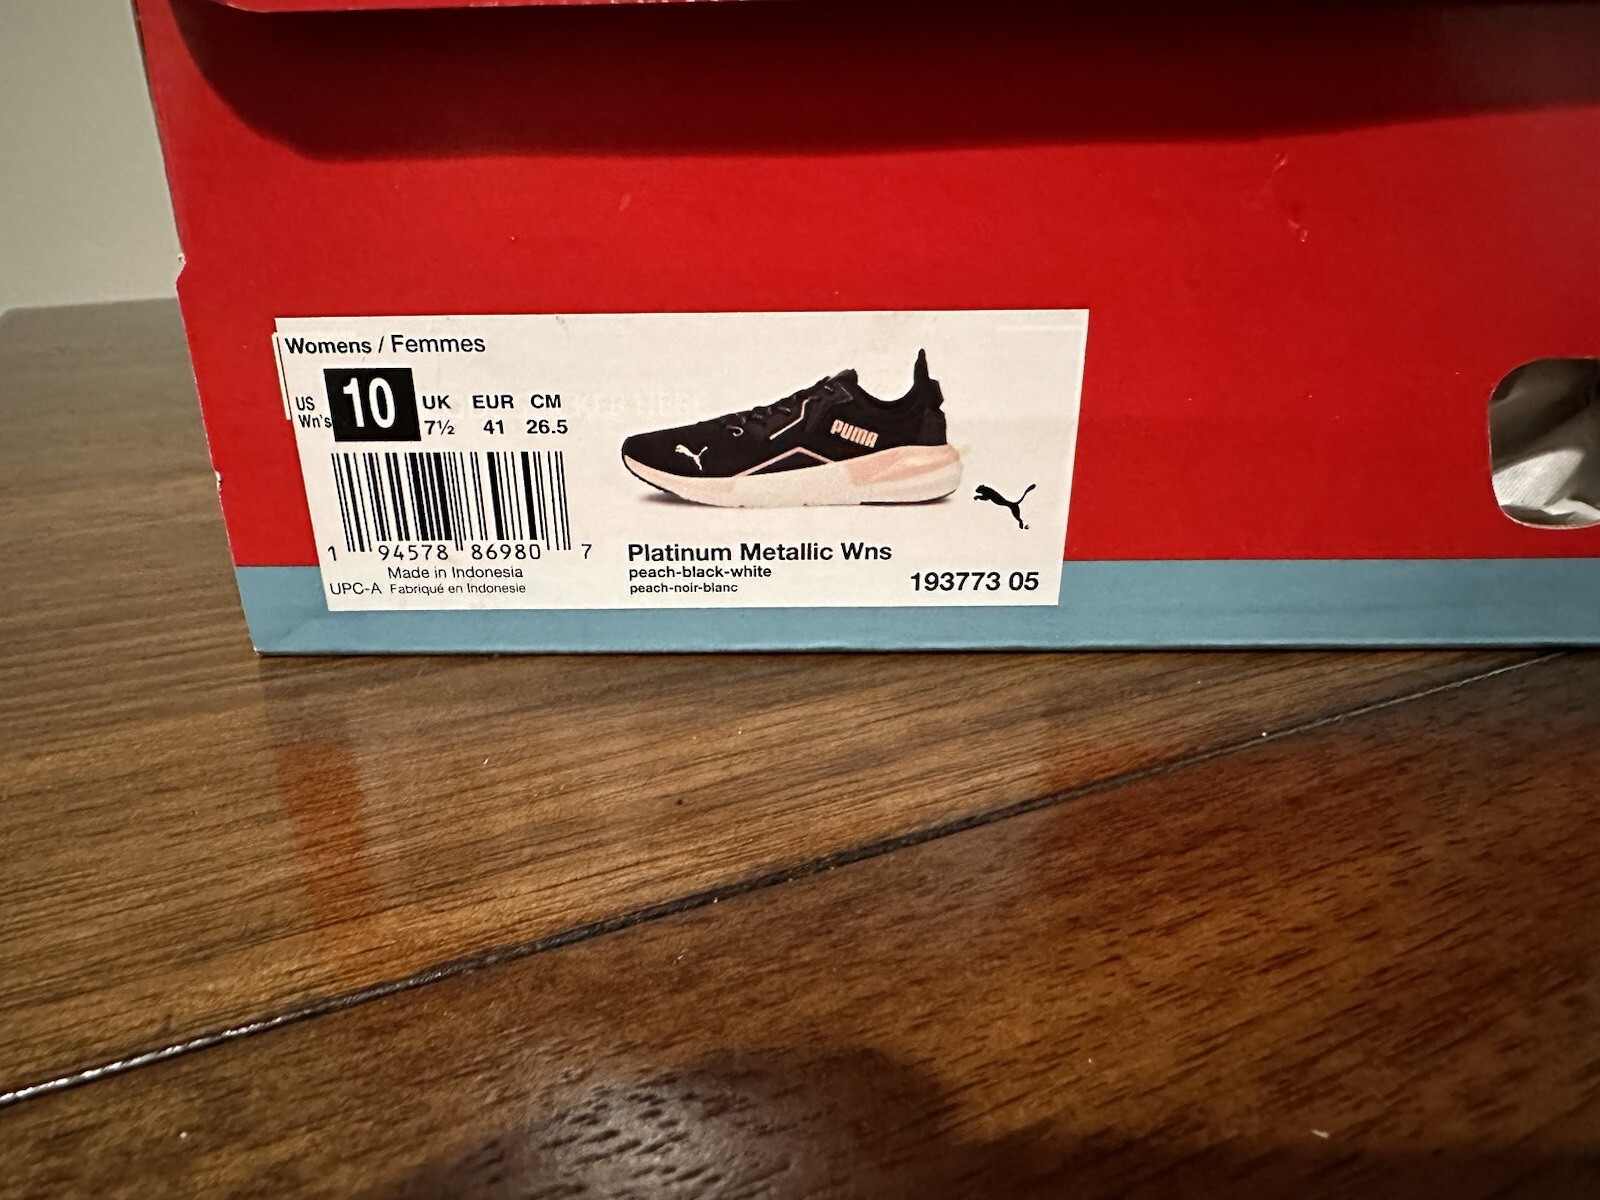 Womens / Femmes
US Wn's 10
UK EUR CM
7½ 41 26.5
1 94578 86980 7
Made in Indonesia
UPC-A Fabriqué en Indonesie
PUMA
Platinum Metallic Wns
peach-black-white
peach-noir-blanc
193773 05